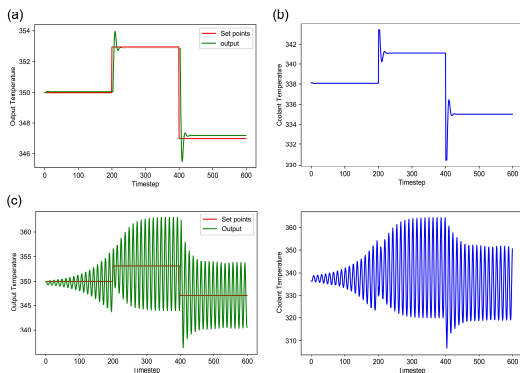 (a)
Output Temperature
354
352
350
348
346
Set points
output
0 100 200 300 400 500 600
Timestep
(b)
Coolant Temperature
342
340
338
336
334
332
330
0 100 200 300 400 500 600
Timestep
(c)
Output Temperature
360
355
350
345
340
Set points
Output
0 100 200 300 400 500 600
Timestep
Coolant Temperature
360
350
340
330
320
310
0 100 200 300 400 500 600
Timestep